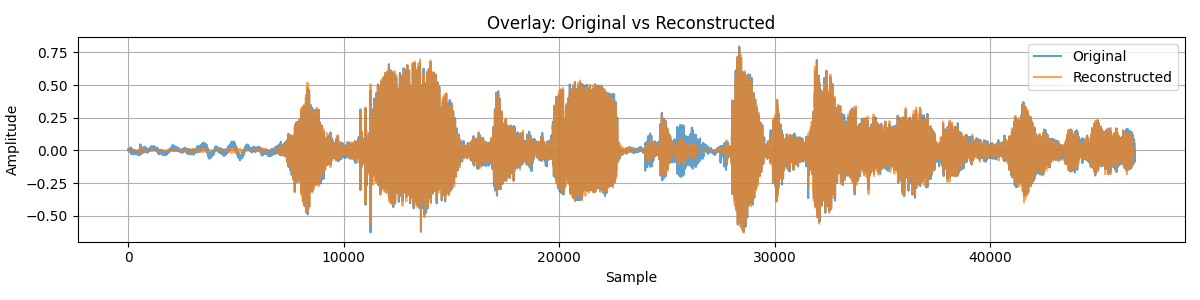 Overlay: Original vs Reconstructed
0.75
0.50
0.25
0.00
−0.25
−0.50
Amplitude
Original
Reconstructed
0
10000
20000
30000
40000
Sample